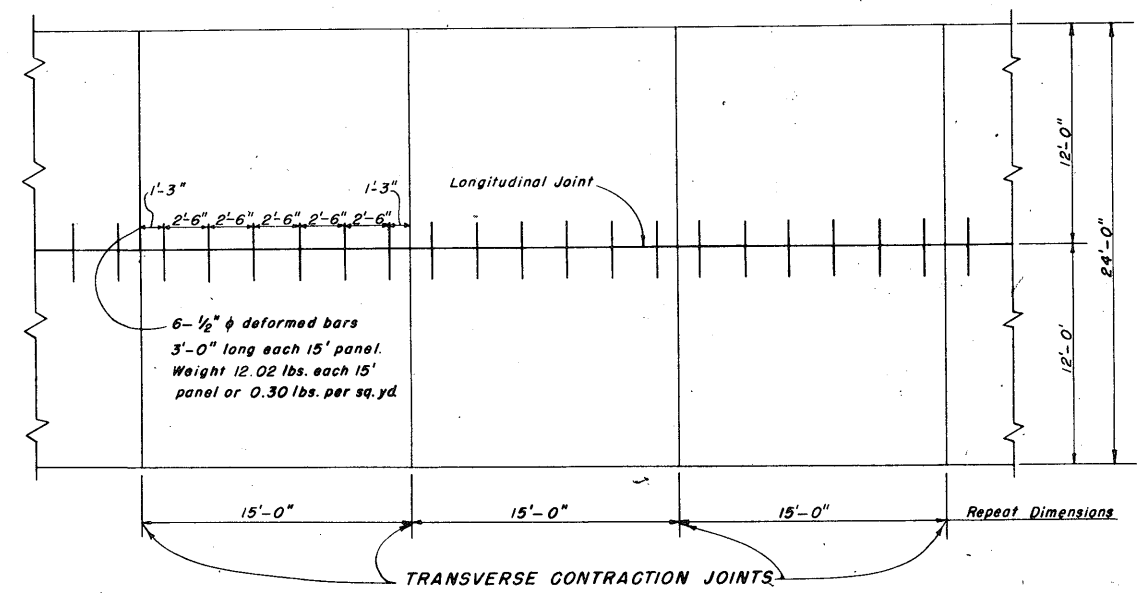 1'-3"
2'-6" 2'-6" 2'-6" 2'-6" 2'-6"
1'-3"
Longitudinal Joint
12'-0"
24'-0"
12'-0'
6-1/2" ϕ deformed bars
3'-0" long each 15' panel.
Weight 12.02 lbs. each 15'
panel or 0.30 lbs. per sq. yd.
15'-0"
15'-0"
15'-0"
Repeat Dimensions
TRANSVERSE CONTRACTION JOINTS